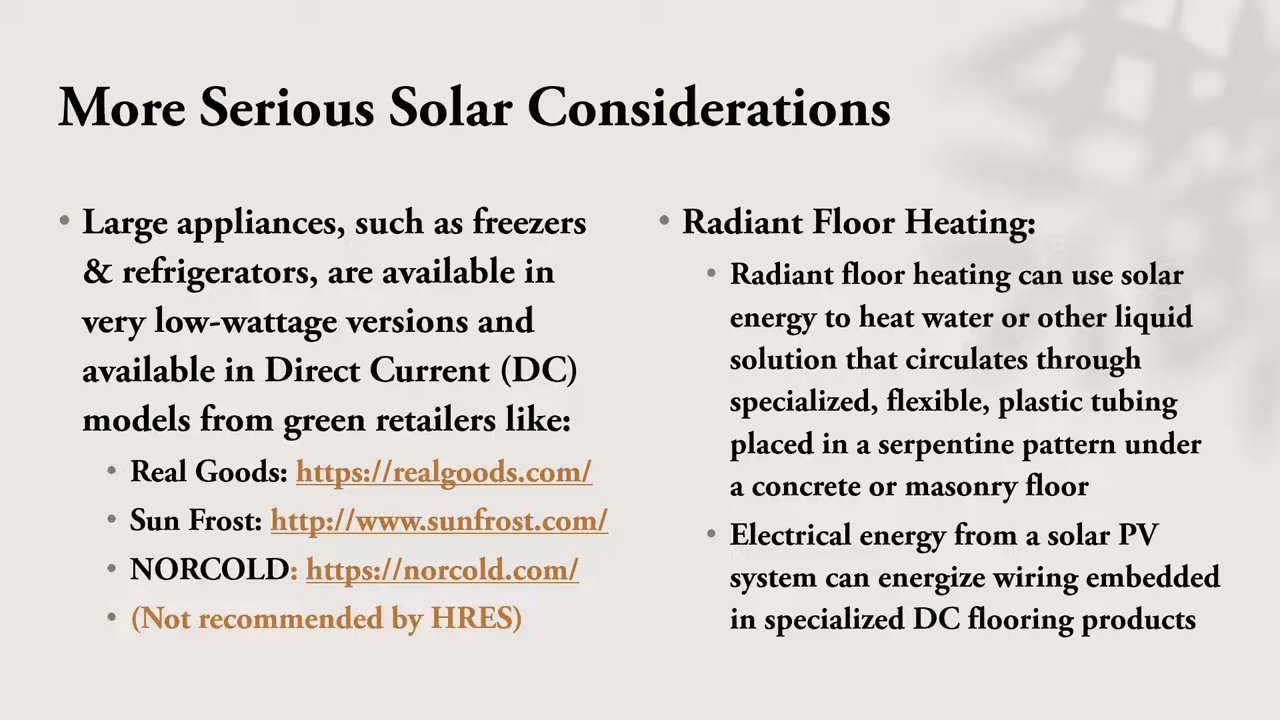 More Serious Solar Considerations
• Large appliances, such as freezers
& refrigerators, are available in
very low-wattage versions and
available in Direct Current (DC)
models from green retailers like:
• Real Goods: https://realgoods.com/
• Sun Frost: http://www.sunfrost.com/
• NORCOLD: https://norcold.com/
• (Not recommended by HRES)
• Radiant Floor Heating:
• Radiant floor heating can use solar
energy to heat water or other liquid
solution that circulates through
specialized, flexible, plastic tubing
placed in a serpentine pattern under
a concrete or masonry floor
• Electrical energy from a solar PV
system can energize wiring embedded
in specialized DC flooring products